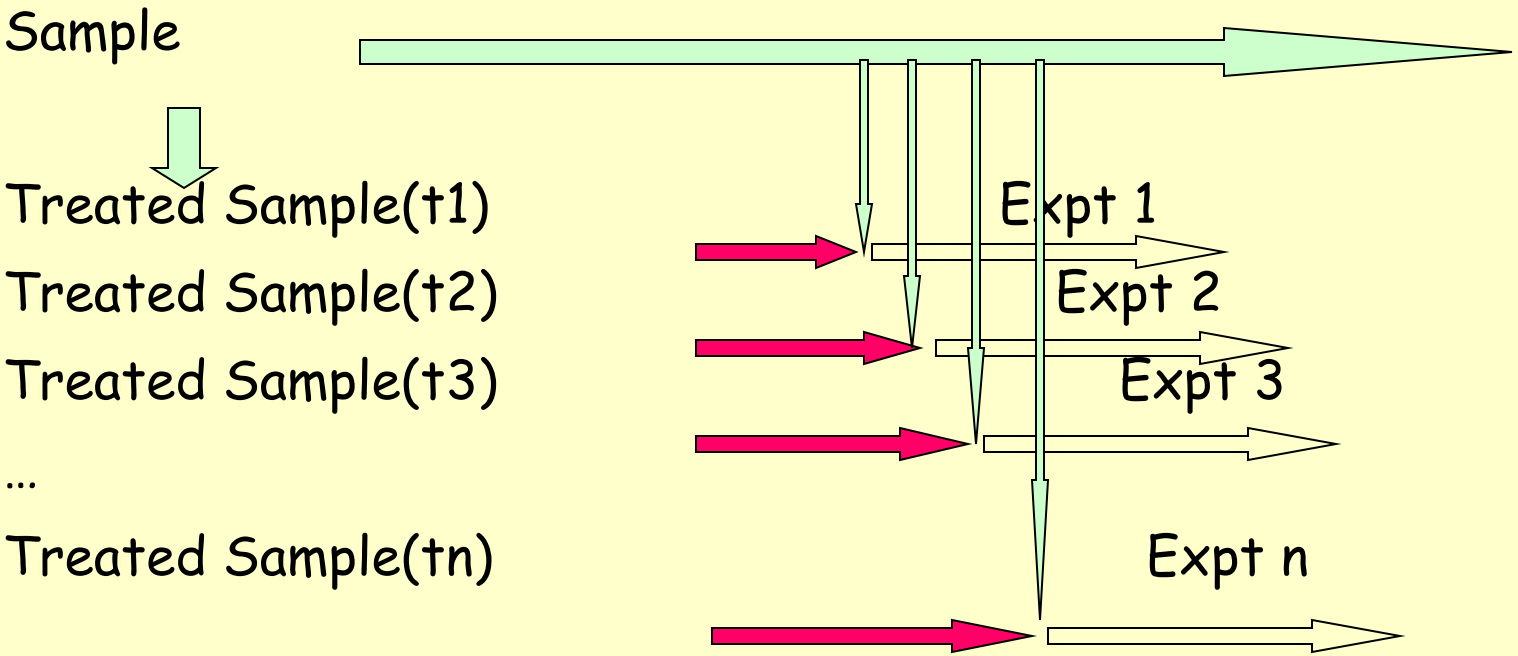 Sample
Treated Sample(t1)
Expt 1
Treated Sample(t2)
Expt 2
Treated Sample(t3)
Expt 3
…
Treated Sample(tn)
Expt n